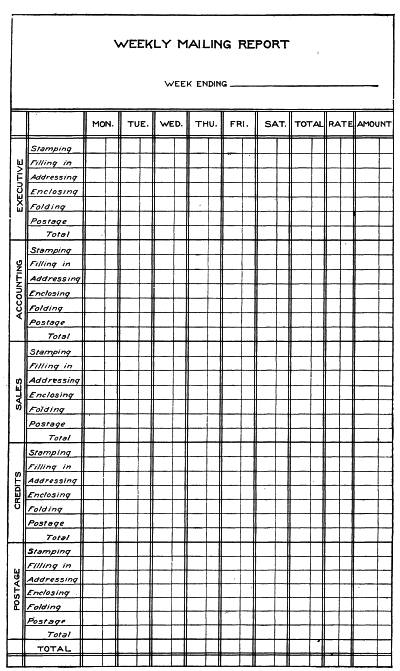 WEEKLY MAILING REPORT
WEEK ENDING
MON. TUE. WED. THU. FRI. SAT. TOTAL RATE AMOUNT
EXECUTIVE
Stamping
Filling in
Addressing
Enclosing
Folding
Postage
Total
ACCOUNTING
Stamping
Filling in
Addressing
Enclosing
Folding
Postage
Total
SALES
Stamping
Filling in
Addressing
Enclosing
Folding
Postage
Total
CREDITS
Stamping
Filling in
Addressing
Enclosing
Folding
Postage
Total
POSTAGE
Stamping
Filling in
Addressing
Enclosing
Folding
Postage
Total
TOTAL